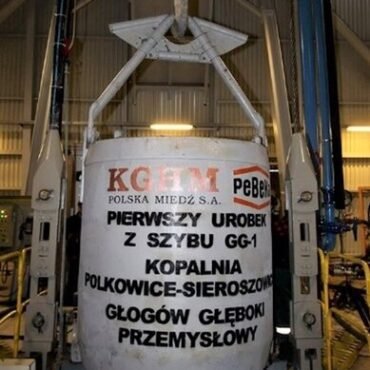 KGHM PeBeKa
POLSKA MIEDŹ S.A.
PIERWSZY UROBEK
Z SZYBU GG-1
KOPALNIA
POLKOWICE-SIEROSZOWICE
GŁOGÓW GŁĘBOKI
PRZEMYSŁOWY